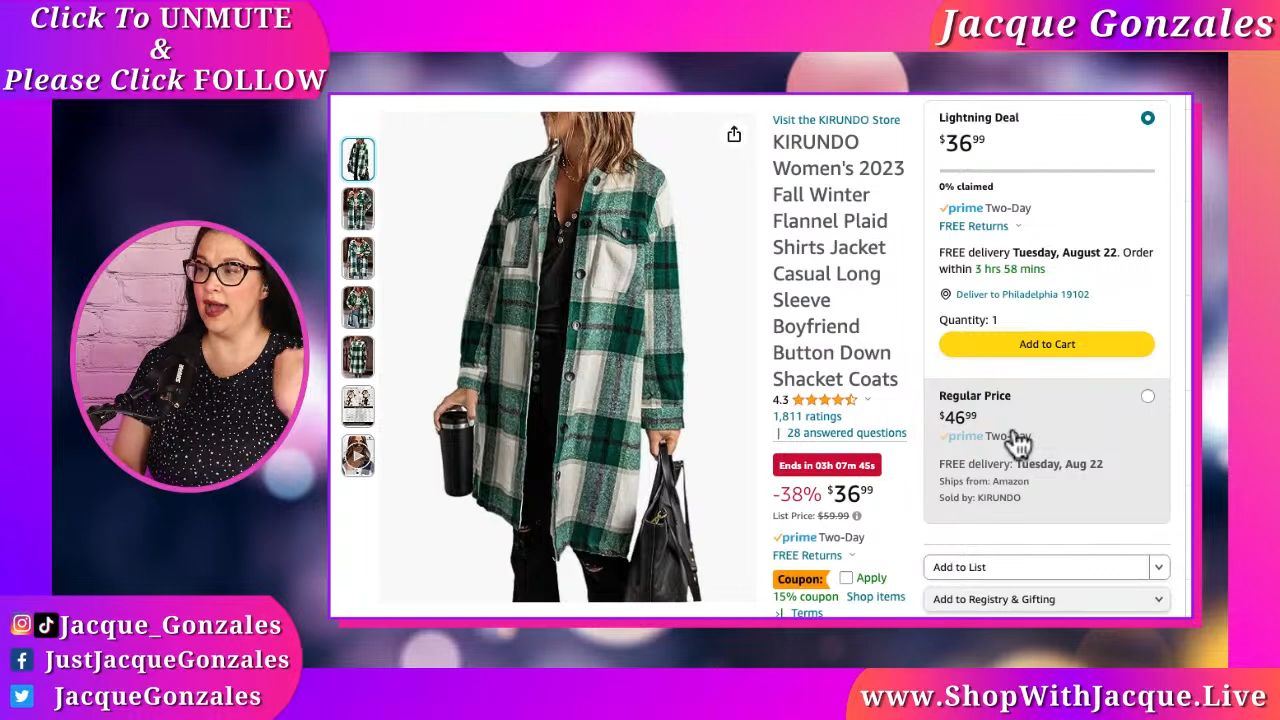 Click To UNMUTE
&
Please Click FOLLOW
Jacque Gonzales
Visit the KIRUNDO Store
KIRUNDO
Women's 2023
Fall Winter
Flannel Plaid
Shirts Jacket
Casual Long
Sleeve
Boyfriend
Button Down
Shacket Coats
4.3
1,811 ratings
| 28 answered questions
Ends in 03h 07m 45s
-38% $36 99
List Price: $59.99
prime Two-Day
FREE Returns
Coupon: Apply
15% coupon Shop items
>| Terms
Lightning Deal
$36 99
0% claimed
prime Two-Day
FREE Returns
FREE delivery Tuesday, August 22. Order
within 3 hrs 58 mins
Deliver to Philadelphia 19102
Quantity: 1
Add to Cart
Regular Price
$46 99
prime Two-Day
FREE delivery: Tuesday, Aug 22
Ships from: Amazon
Sold by: KIRUNDO
Add to List
Add to Registry & Gifting
Jacque_Gonzales
JustJacqueGonzales
JacqueGonzales
www.ShopWithJacque.Live